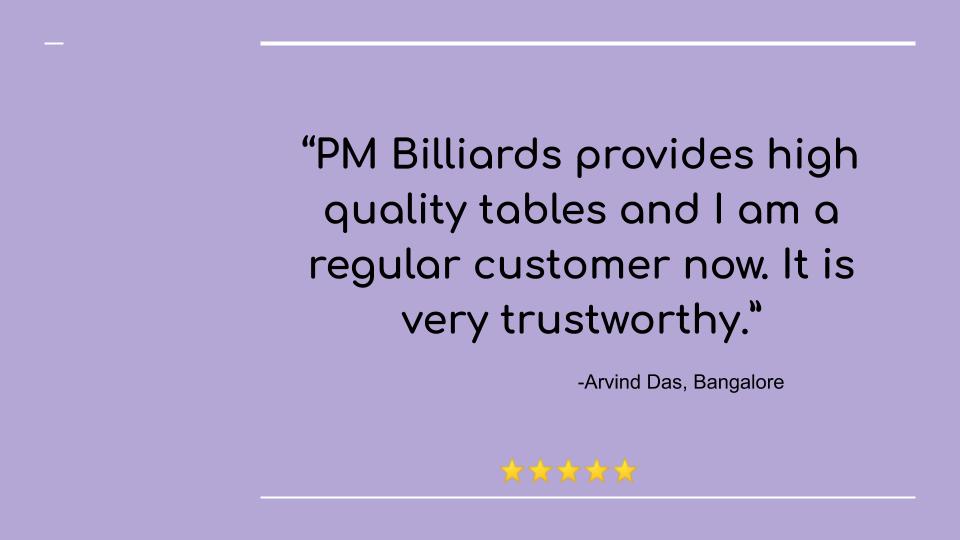 “PM Billiards provides high
quality tables and I am a
regular customer now. It is
very trustworthy.”
-Arvind Das, Bangalore